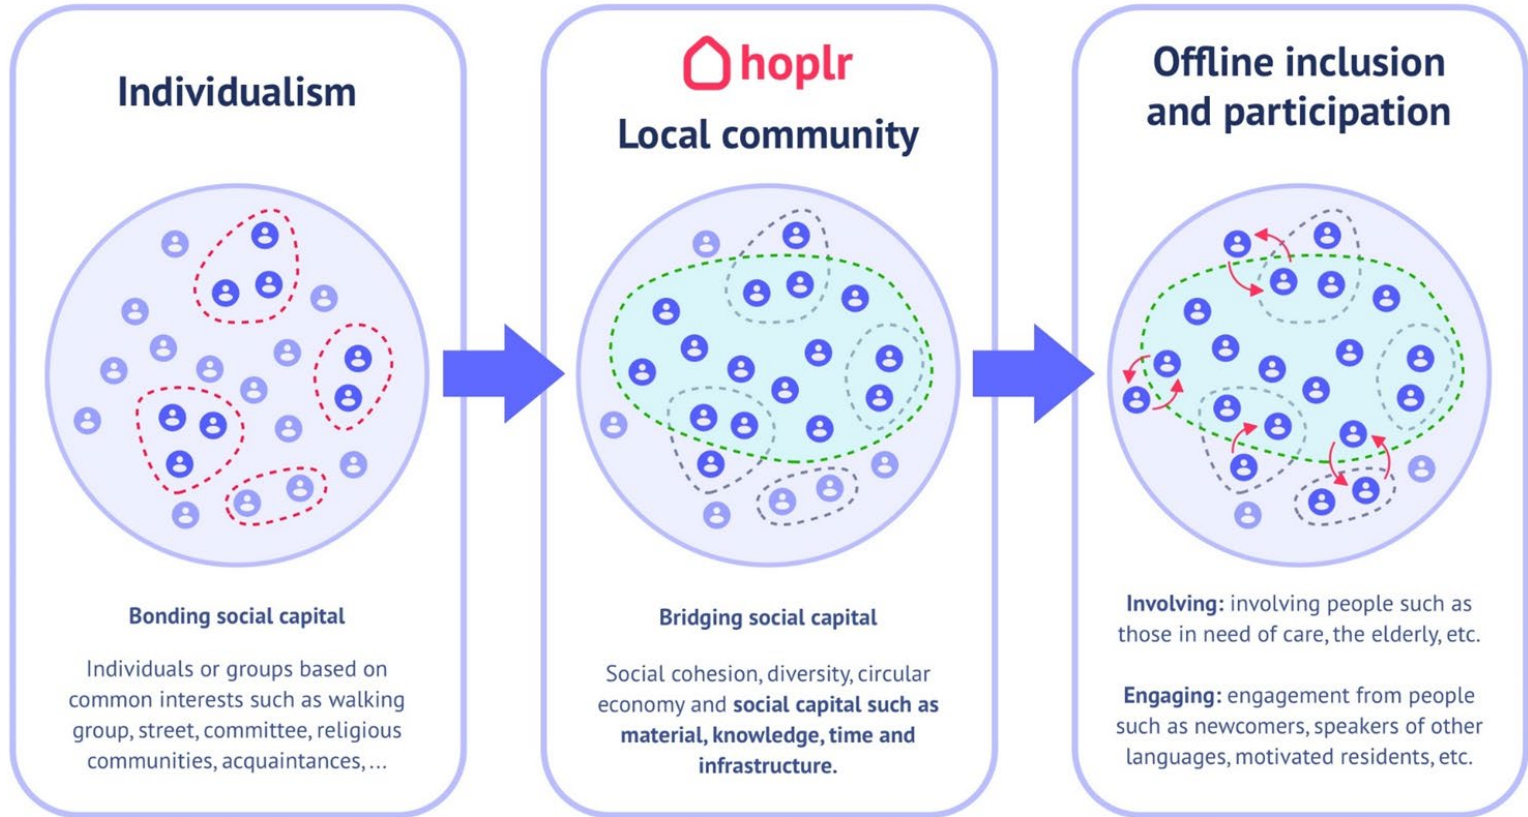 Individualism
Bonding social capital
Individuals or groups based on
common interests such as walking
group, street, committee, religious
communities, acquaintances, ...
hoplr
Local community
Bridging social capital
Social cohesion, diversity, circular
economy and social capital such as
material, knowledge, time and
infrastructure.
Offline inclusion
and participation
Involving: involving people such as
those in need of care, the elderly, etc.
Engaging: engagement from people
such as newcomers, speakers of other
languages, motivated residents, etc.